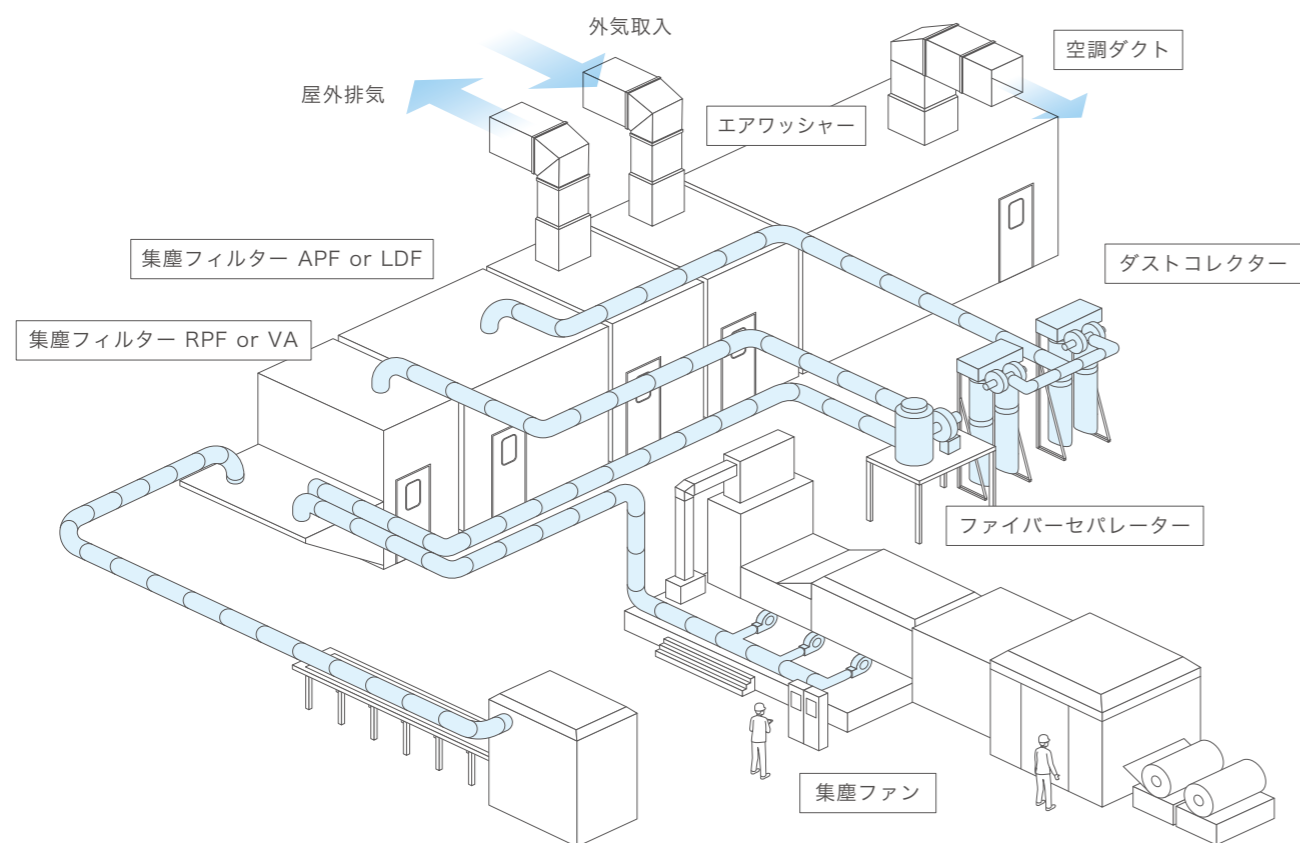 外気取入
空調ダクト
屋外排気
エアワッシャー
集塵フィルター APF or LDF
ダストコレクター
集塵フィルター RPF or VA
ファイバーセパレーター
集塵ファン